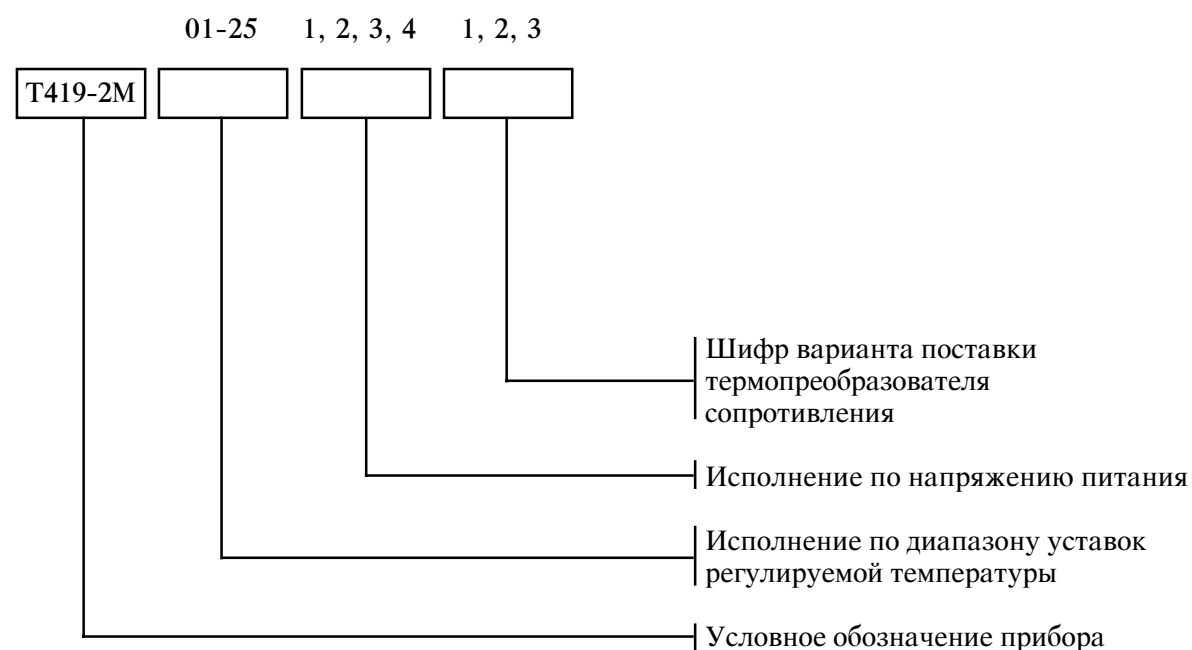 01-25 1, 2, 3, 4 1, 2, 3
Т419-2М
Шифр варианта поставки
термопреобразователя
сопротивления
Исполнение по напряжению питания
Исполнение по диапазону уставок
регулируемой температуры
Условное обозначение прибора